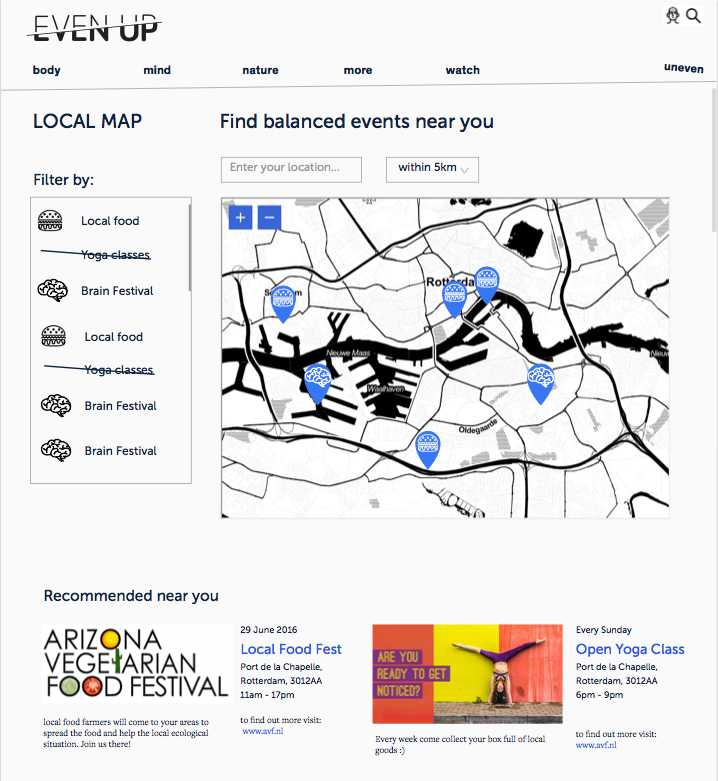 EVEN UP
body mind nature more watch uneven
LOCAL MAP
Find balanced events near you
Enter your location...
within 5km
Filter by:
Local food
Yoga classes
Brain Festival
Local food
Yoga classes
Brain Festival
Brain Festival
+ −
Rotterda
Nieuwe Maas
Waalhaven
Oldegaarde
Recommended near you
ARIZONA
VEGETARIAN
FOOD FESTIVAL
local food farmers will come to your areas to
spread the food and help the local ecological
situation. Join us there!
29 June 2016
Local Food Fest
Port de la Chapelle,
Rotterdam, 3012AA
11am - 17pm
to find out more visit:
www.avf.nl
ARE YOU
READY TO GET
NOTICED?
Every week come collect your box full of local
goods :)
Every Sunday
Open Yoga Class
Port de la Chapelle,
Rotterdam, 3012AA
6pm - 9pm
to find out more visit:
www.avf.nl